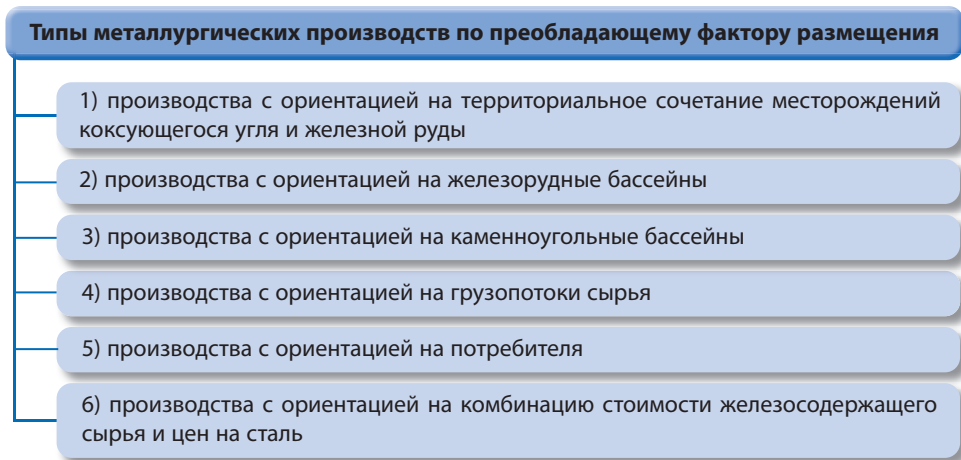 Типы металлургических производств по преобладающему фактору размещения
1) производства с ориентацией на территориальное сочетание месторождений
коксующегося угля и железной руды
2) производства с ориентацией на железорудные бассейны
3) производства с ориентацией на каменноугольные бассейны
4) производства с ориентацией на грузопотоки сырья
5) производства с ориентацией на потребителя
6) производства с ориентацией на комбинацию стоимости железосодержащего
сырья и цен на сталь